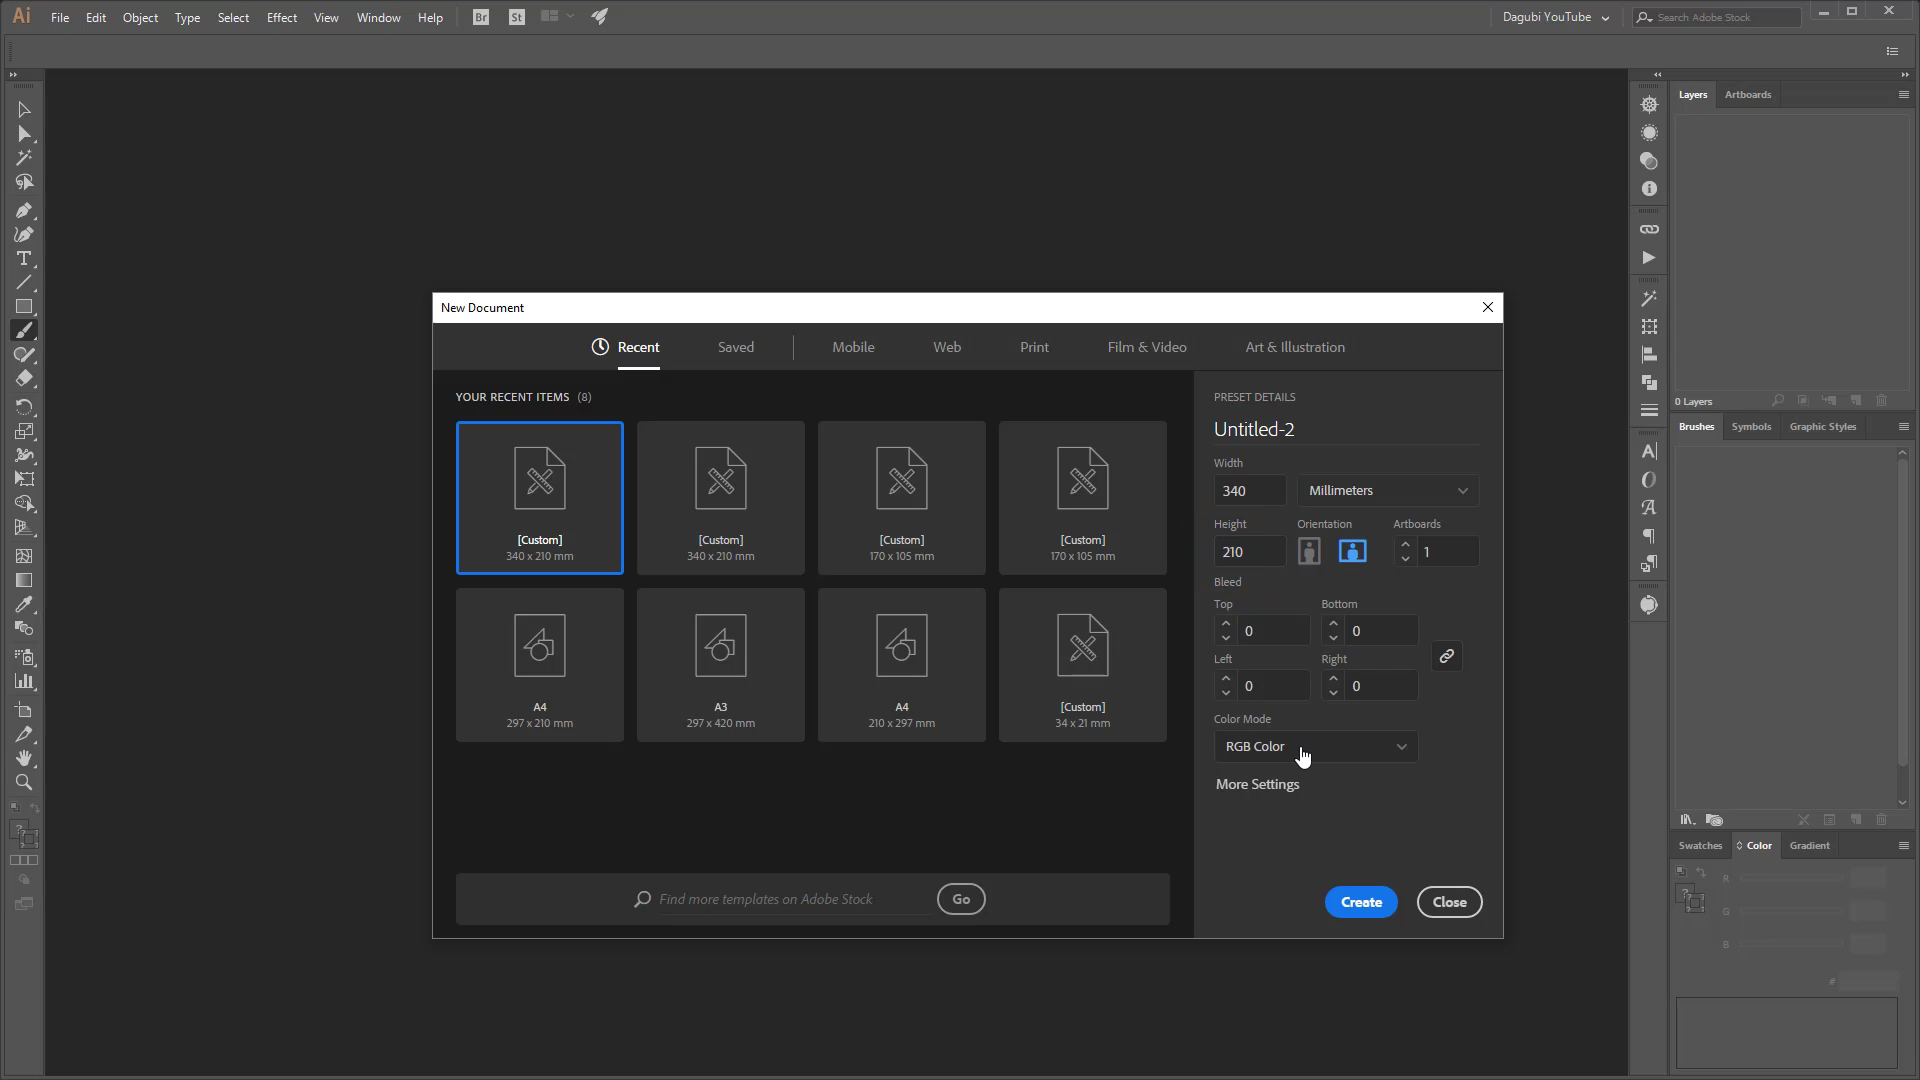 Ai File Edit Object Type Select Effect View Window Help Br St Dagubi YouTube Search Adobe Stock
Layers Artboards
New Document
Recent Saved Mobile Web Print Film & Video Art & Illustration
YOUR RECENT ITEMS (8)
[Custom] [Custom] [Custom] [Custom]
340 x 210 mm 340 x 210 mm 170 x 105 mm 170 x 105 mm
A4 A3 A4 [Custom]
297 x 210 mm 297 x 420 mm 210 x 297 mm 34 x 21 mm
Find more templates on Adobe Stock Go
PRESET DETAILS
Untitled-2
Width
340 Millimeters
Height Orientation Artboards
210 1
Bleed
Top Bottom
0 0
Left Right
0 0
Color Mode
RGB Color
More Settings
Create Close
0 Layers
Brushes Symbols Graphic Styles
Swatches Color Gradient
R
G
B
#